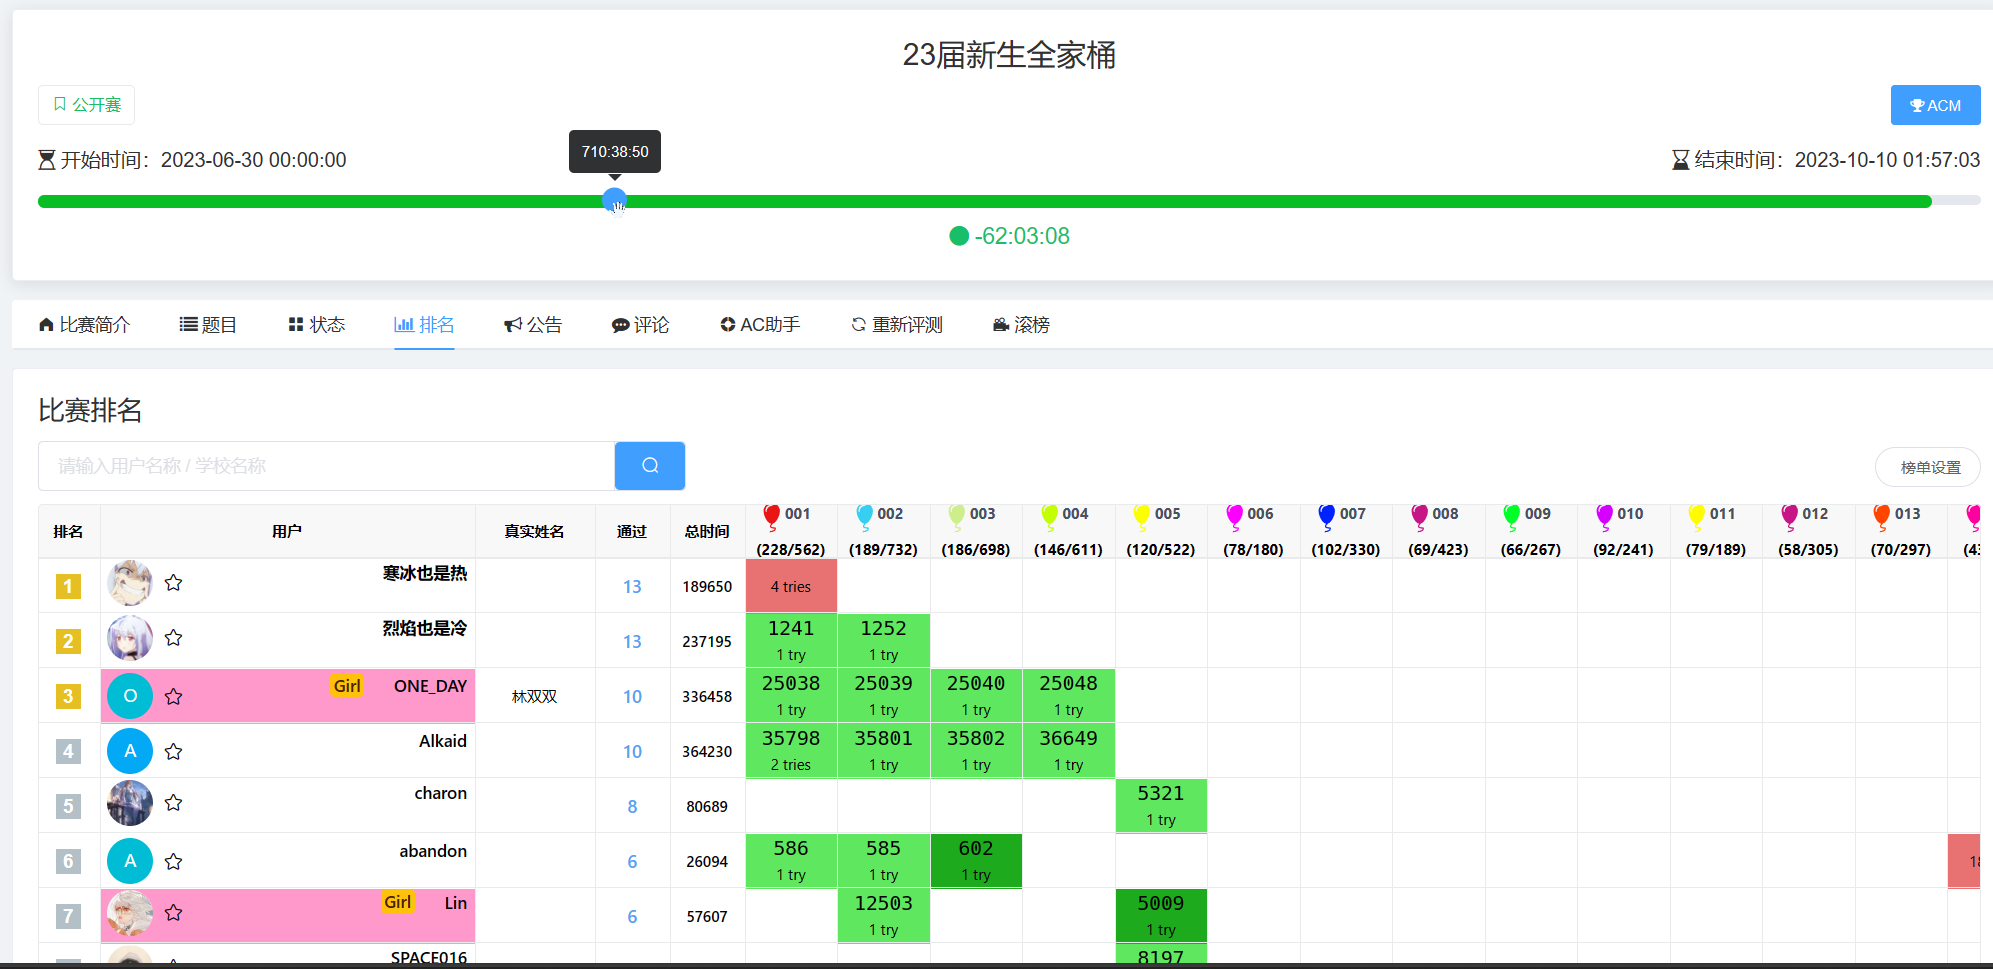 23届新生全家桶
公开赛
ACM
710:38:50
开始时间：2023-06-30 00:00:00
结束时间：2023-10-10 01:57:03
-62:03:08
比赛简介 题目 状态 排名 公告 评论 AC助手 重新评测 滚榜
比赛排名
请输入用户名称 / 学校名称
榜单设置
001 002 003 004 005 006 007 008 009 010 011 012 013
排名 用户 真实姓名 通过 总时间
(228/562) (189/732) (186/698) (146/611) (120/522) (78/180) (102/330) (69/423) (66/267) (92/241) (79/189) (58/305) (70/297)
1 寒冰也是热 13 189650 4 tries
2 烈焰也是冷 13 237195 1241 1252
1 try 1 try
3 O Girl ONE_DAY 林双双 10 336458 25038 25039 25040 25048
1 try 1 try 1 try 1 try
4 A Alkaid 10 364230 35798 35801 35802 36649
2 tries 1 try 1 try 1 try
5 charon 8 80689 5321
1 try
6 A abandon 6 26094 586 585 602
1 try 1 try 1 try
7 Girl Lin 6 57607 12503 5009
1 try 1 try
SPACE016 8197